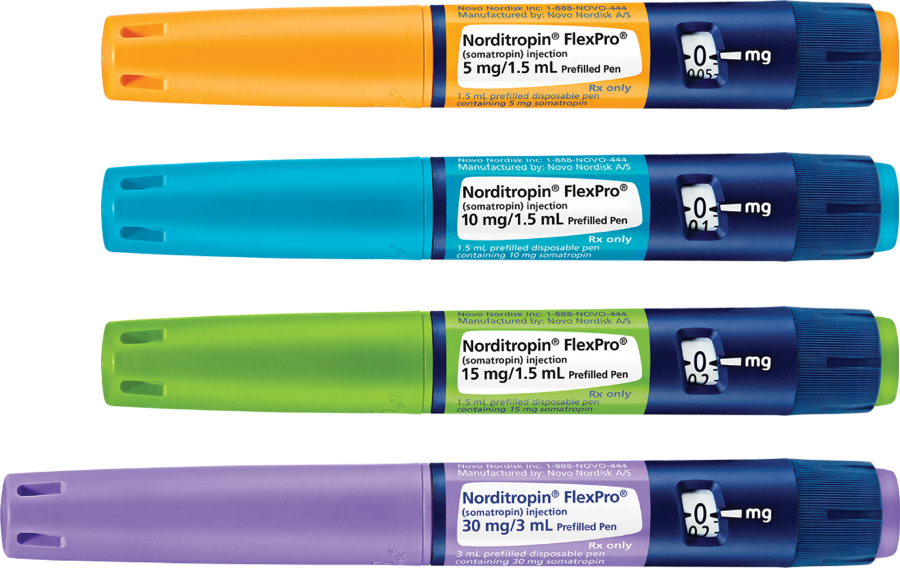 Novo Nordisk Inc: 1-888-NOVO-444
Manufactured by: Novo Nordisk A/S
Norditropin® FlexPro®
(somatropin) injection
5 mg/1.5 mL Prefilled Pen
Rx only
1.5 mL prefilled disposable pen
containing 5 mg somatropin
0 mg
005
Novo Nordisk Inc: 1-888-NOVO-444
Manufactured by: Novo Nordisk A/S
Norditropin® FlexPro®
(somatropin) injection
10 mg/1.5 mL Prefilled Pen
Rx only
1.5 mL prefilled disposable pen
containing 10 mg somatropin
0 mg
0.1
Novo Nordisk Inc: 1-888-NOVO-444
Manufactured by: Novo Nordisk A/S
Norditropin® FlexPro®
(somatropin) injection
15 mg/1.5 mL Prefilled Pen
Rx only
1.5 mL prefilled disposable pen
containing 15 mg somatropin
0 mg
0.2
Novo Nordisk Inc: 1-888-NOVO-444
Manufactured by: Novo Nordisk A/S
Norditropin® FlexPro®
(somatropin) injection
30 mg/3 mL Prefilled Pen
Rx only
3 mL prefilled disposable pen
containing 30 mg somatropin
0 mg
0.2